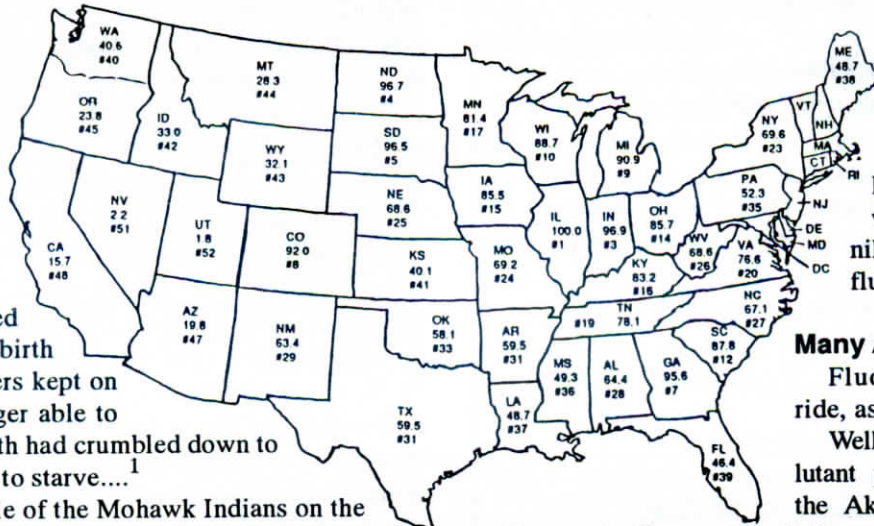 WA
40.6
#40
OR
23.8
#45
CA
15.7
#48
NV
2.2
#51
ID
33.0
#42
MT
28.3
#44
WY
32.1
#43
UT
1.8
#52
AZ
19.8
#47
CO
92.0
#8
NM
63.4
#29
ND
96.7
#4
SD
96.5
#5
NE
68.6
#25
KS
40.1
#41
OK
58.1
#33
TX
59.5
#31
MN
81.4
#17
IA
85.5
#15
MO
69.2
#24
AR
59.5
#31
LA
48.7
#37
WI
88.7
#10
IL 100.0
#1
MI
90.9
#9
IN
96.9
#3
OH
85.7
#14
KY
83.2
#16
TN
#19 78.1
MS
49.3
#36
AL
64.4
#28
GA
95.6
#7
FL
46.4
#39
SC
87.8
#12
NC
67.1
#27
VA
76.6
#20
WV
68.6
#26
PA
52.3
#35
NY
69.6
#23
VT
NH
ME
48.7
#38
MA
CT
RI
NJ
DE
MD
DC
ed
birth
ers kept on
ger able to
th had crumbled down to
to starve....1
le of the Mohawk Indians on the
nil
flu
Many A
Fluo
ride, as
Well
lutant p
the Ak